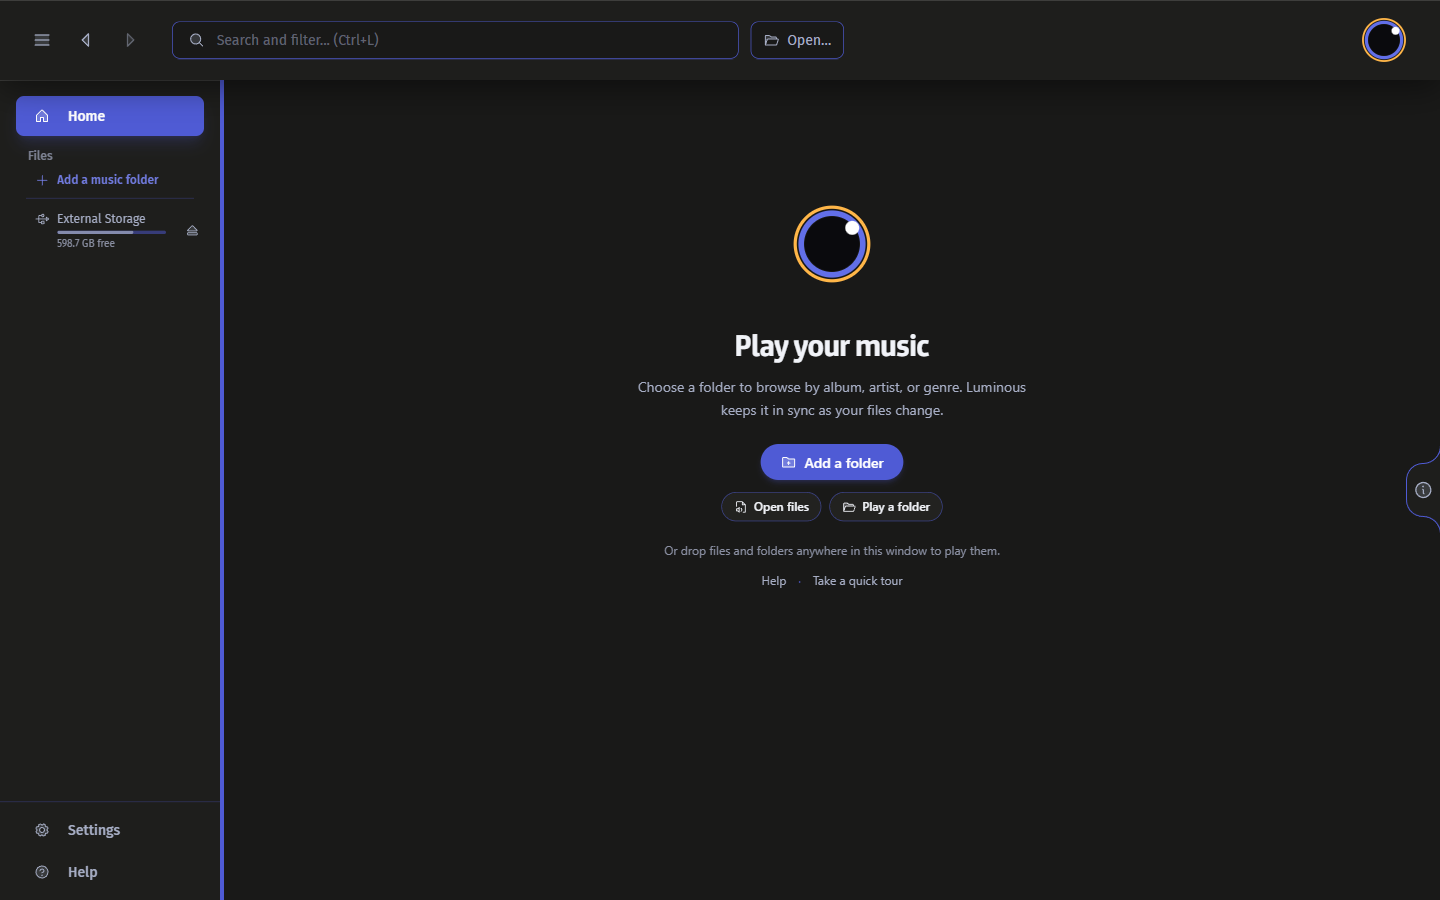 Search and filter... (Ctrl+L)
Open...
Home
Files
Add a music folder
External Storage
598.7 GB free
Play your music
Choose a folder to browse by album, artist, or genre. Luminous
keeps it in sync as your files change.
Add a folder
Open files
Play a folder
Or drop files and folders anywhere in this window to play them.
Help · Take a quick tour
Settings
Help